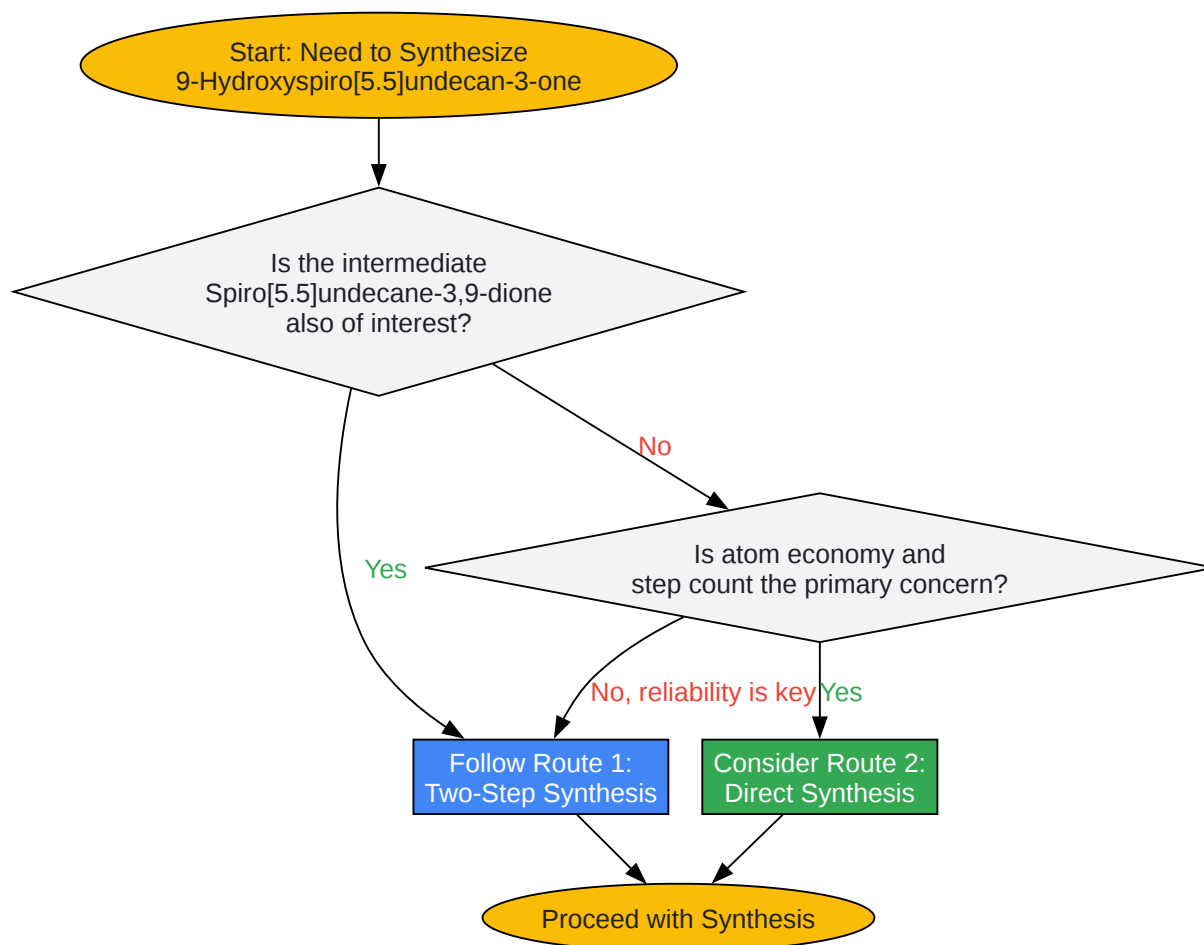 Start: Need to Synthesize
9-Hydroxyspiro[5.5]undecan-3-one
Is the intermediate
Spiro[5.5]undecane-3,9-dione
also of interest?
No
Is atom economy and
step count the primary concern?
Yes
No, reliability is key
Yes
Follow Route 1:
Two-Step Synthesis
Consider Route 2:
Direct Synthesis
Proceed with Synthesis